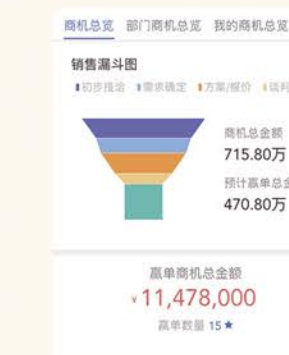 商机总览 部门商机总览 我的商机总览
销售漏斗图
初步接洽 需求确定 方案/报价 谈判
商机总金额
715.80万
预计赢单总金
470.80万
赢单商机总金额
¥11,478,000
赢单数量 15★